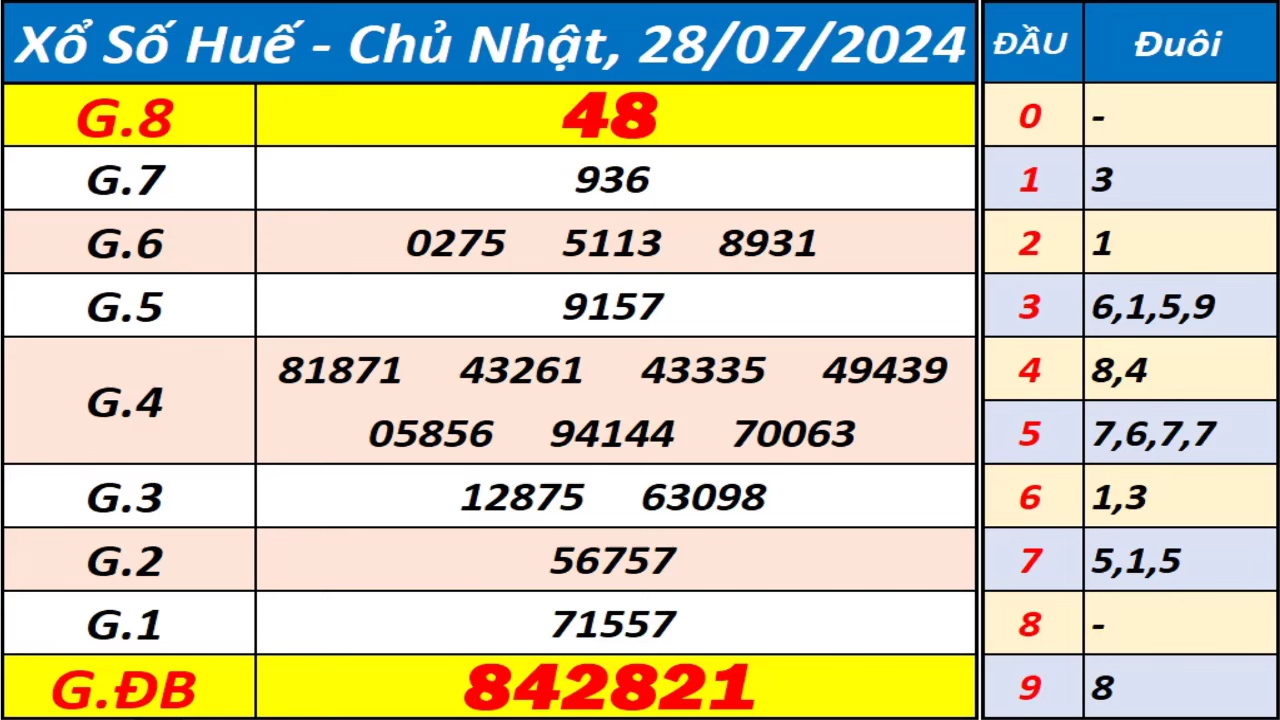 Xổ Số Huế - Chủ Nhật, 28/07/2024 ĐẦU Đuôi
G.8 48 0 -
G.7 936 1 3
G.6 0275 5113 8931 2 1
G.5 9157 3 6,1,5,9
G.4 81871 43261 43335 49439 4 8,4
05856 94144 70063 5 7,6,7,7
G.3 12875 63098 6 1,3
G.2 56757 7 5,1,5
G.1 71557 8 -
G.ĐB 842821 9 8